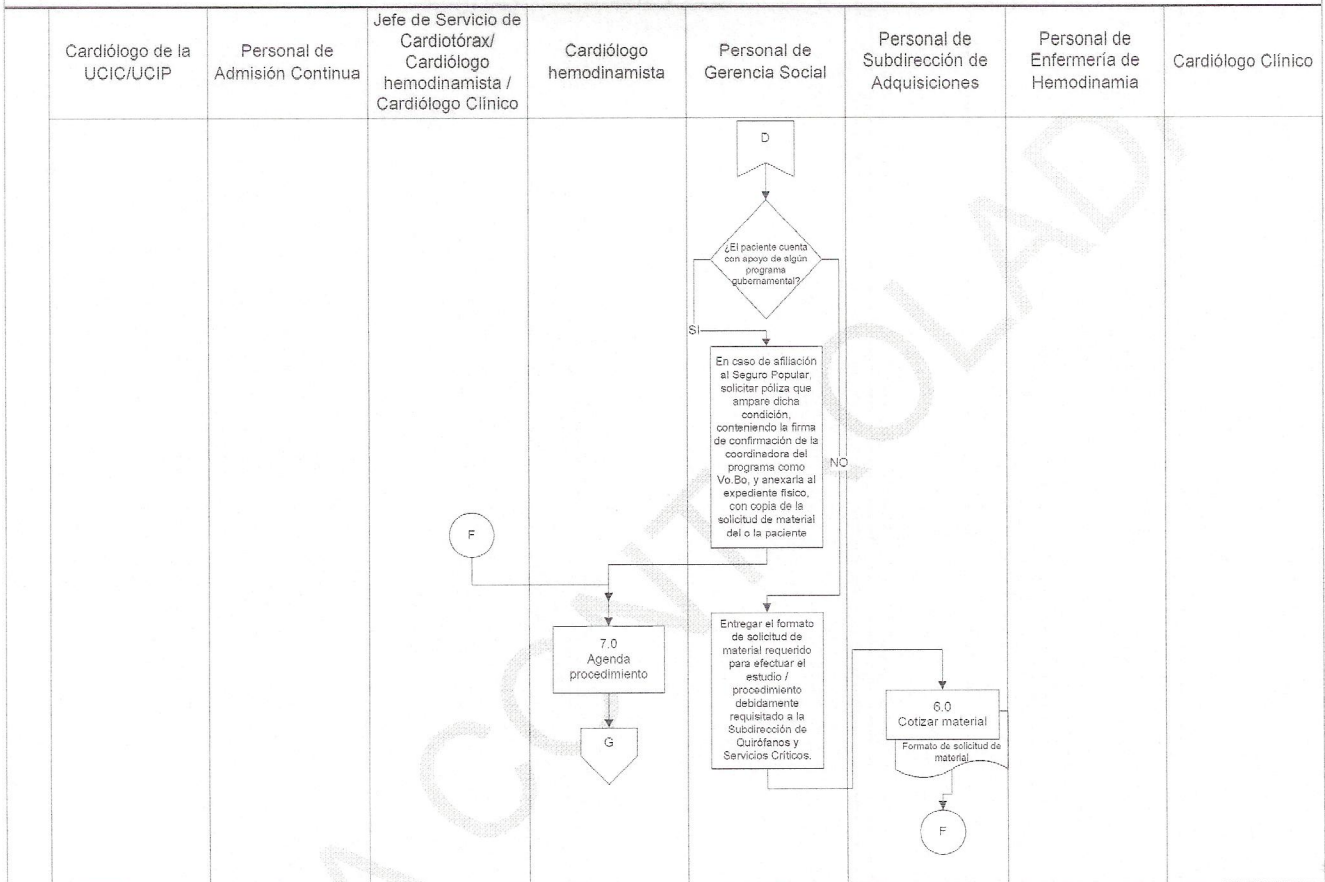 Cardiólogo de la
UCIC/UCIP
Personal de
Admisión Continua
Jefe de Servicio de
Cardiotórax/
Cardiólogo
hemodinamista /
Cardiólogo Clínico
Cardiólogo
hemodinamista
Personal de
Gerencia Social
Personal de
Subdirección de
Adquisiciones
Personal de
Enfermería de
Hemodinamia
Cardiólogo Clínico
D
¿El paciente cuenta
con apoyo de algún
programa
gubernamental?
SI
En caso de afiliación
al Seguro Popular,
solicitar póliza que
ampare dicha
condición,
conteniendo la firma
de confirmación de la
coordinadora del
programa como
Vo.Bo, y anexarla al
expediente físico,
con copia de la
solicitud de material
del o la paciente
NO
F
7.0
Agenda
procedimiento
G
Entregar el formato
de solicitud de
material requerido
para efectuar el
estudio /
procedimiento
debidamente
requisitado a la
Subdirección de
Quirófanos y
Servicios Críticos.
6.0
Cotizar material
Formato de solicitud de
material
F